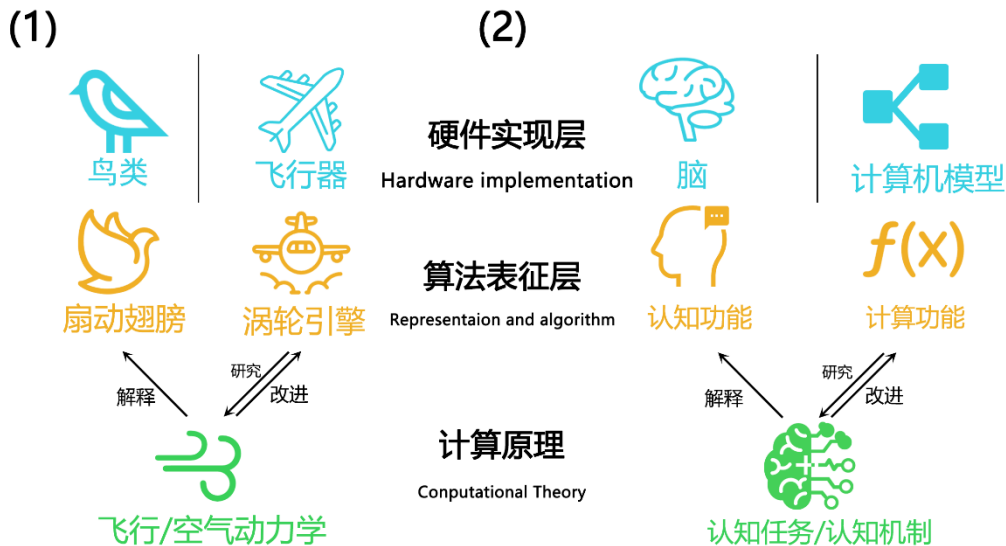 (1)
(2)
鸟类
飞行器
硬件实现层
Hardware implementation
脑
计算机模型
f(x)
扇动翅膀
涡轮引擎
算法表征层
Representaion and algorithm
认知功能
计算功能
解释
研究
改进
解释
研究
改进
计算原理
Conputational Theory
飞行/空气动力学
认知任务/认知机制